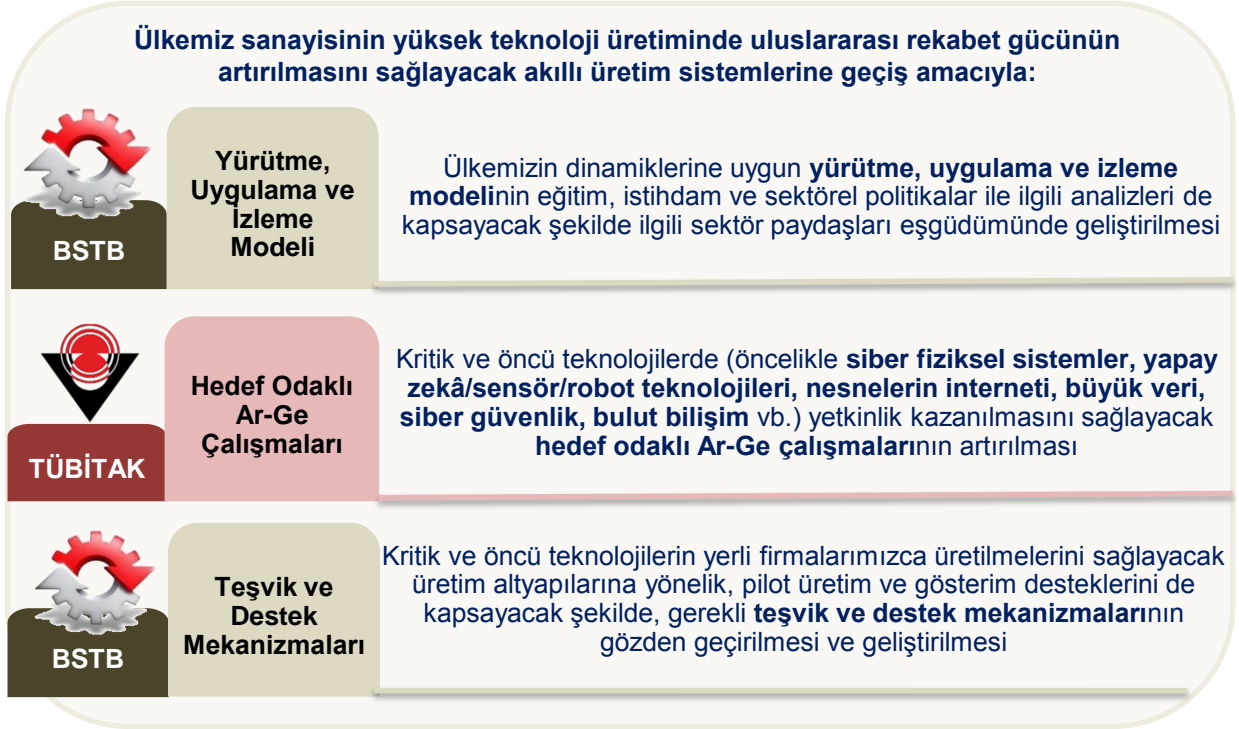 Ülkemiz sanayisinin yüksek teknoloji üretiminde uluslararası rekabet gücünün
artırılmasını sağlayacak akıllı üretim sistemlerine geçiş amacıyla:
BSTB
Yürütme,
Uygulama ve
İzleme
Modeli
Ülkemizin dinamiklerine uygun yürütme, uygulama ve izleme
modelinin eğitim, istihdam ve sektörel politikalar ile ilgili analizleri de
kapsayacak şekilde ilgili sektör paydaşları eşgüdümünde geliştirilmesi
TÜBİTAK
Hedef Odaklı
Ar-Ge
Çalışmaları
Kritik ve öncü teknolojilerde (öncelikle siber fiziksel sistemler, yapay
zekâ/sensör/robot teknolojileri, nesnelerin interneti, büyük veri,
siber güvenlik, bulut bilişim vb.) yetkinlik kazanılmasını sağlayacak
hedef odaklı Ar-Ge çalışmalarının artırılması
BSTB
Teşvik ve
Destek
Mekanizmaları
Kritik ve öncü teknolojilerin yerli firmalarımızca üretilmelerini sağlayacak
üretim altyapılarına yönelik, pilot üretim ve gösterim desteklerini de
kapsayacak şekilde, gerekli teşvik ve destek mekanizmalarının
gözden geçirilmesi ve geliştirilmesi